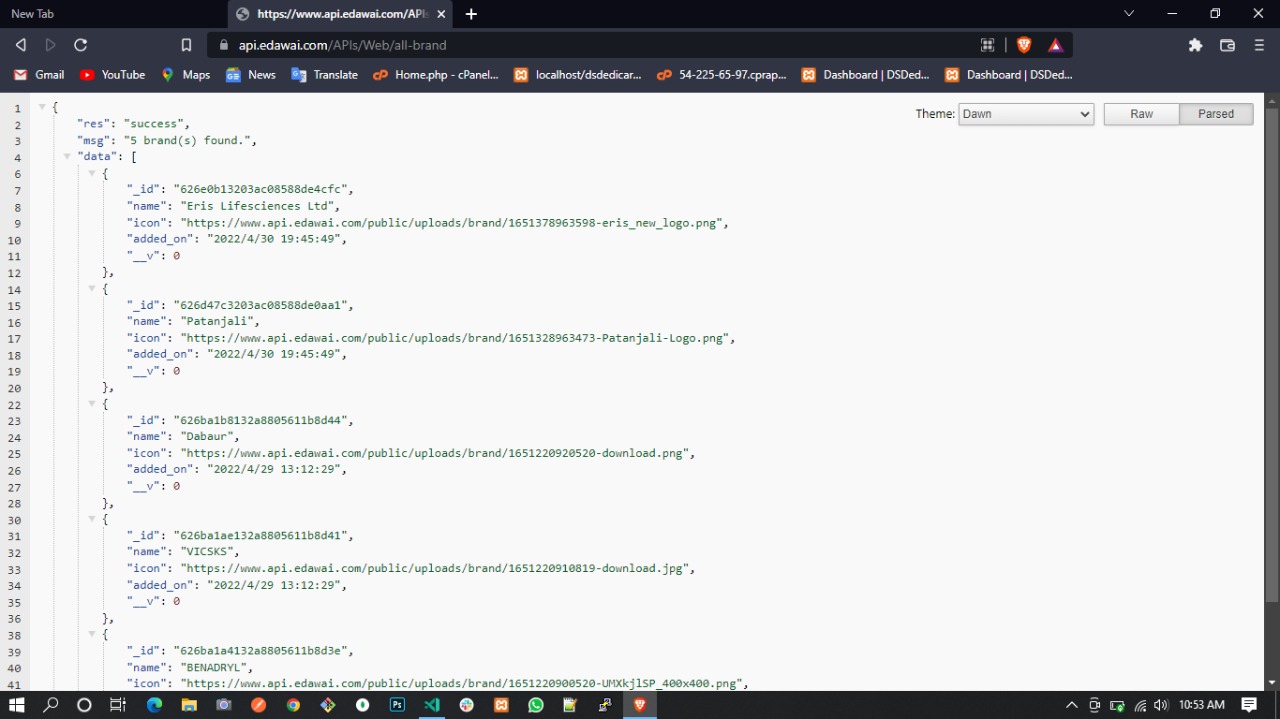 New Tab
https://www.api.edawai.com/APIs
api.edawai.com/APIs/Web/all-brand
Gmail YouTube Maps News Translate Home.php - cPanel... localhost/dsdedicar... 54-225-65-97.cprap... Dashboard | DSDed... Dashboard | DSDed...
Theme: Dawn Raw Parsed
1 {
2 "res": "success",
3 "msg": "5 brand(s) found.",
4 "data": [
6 {
7 "_id": "626e0b13203ac08588de4cfc",
8 "name": "Eris Lifesciences Ltd",
9 "icon": "https://www.api.edawai.com/public/uploads/brand/1651378963598-eris_new_logo.png",
10 "added_on": "2022/4/30 19:45:49",
11 "__v": 0
12 },
14 {
15 "_id": "626d47c3203ac08588de0aa1",
16 "name": "Patanjali",
17 "icon": "https://www.api.edawai.com/public/uploads/brand/1651328963473-Patanjali-Logo.png",
18 "added_on": "2022/4/30 19:45:49",
19 "__v": 0
20 },
22 {
23 "_id": "626ba1b8132a8805611b8d44",
24 "name": "Dabaur",
25 "icon": "https://www.api.edawai.com/public/uploads/brand/1651220920520-download.png",
26 "added_on": "2022/4/29 13:12:29",
27 "__v": 0
28 },
30 {
31 "_id": "626ba1ae132a8805611b8d41",
32 "name": "VICSKS",
33 "icon": "https://www.api.edawai.com/public/uploads/brand/1651220910819-download.jpg",
34 "added_on": "2022/4/29 13:12:29",
35 "__v": 0
36 },
38 {
39 "_id": "626ba1a4132a8805611b8d3e",
40 "name": "BENADRYL",
41 "icon": "https://www.api.edawai.com/public/uploads/brand/1651220900520-UMXkjlSP_400x400.png",
10:53 AM